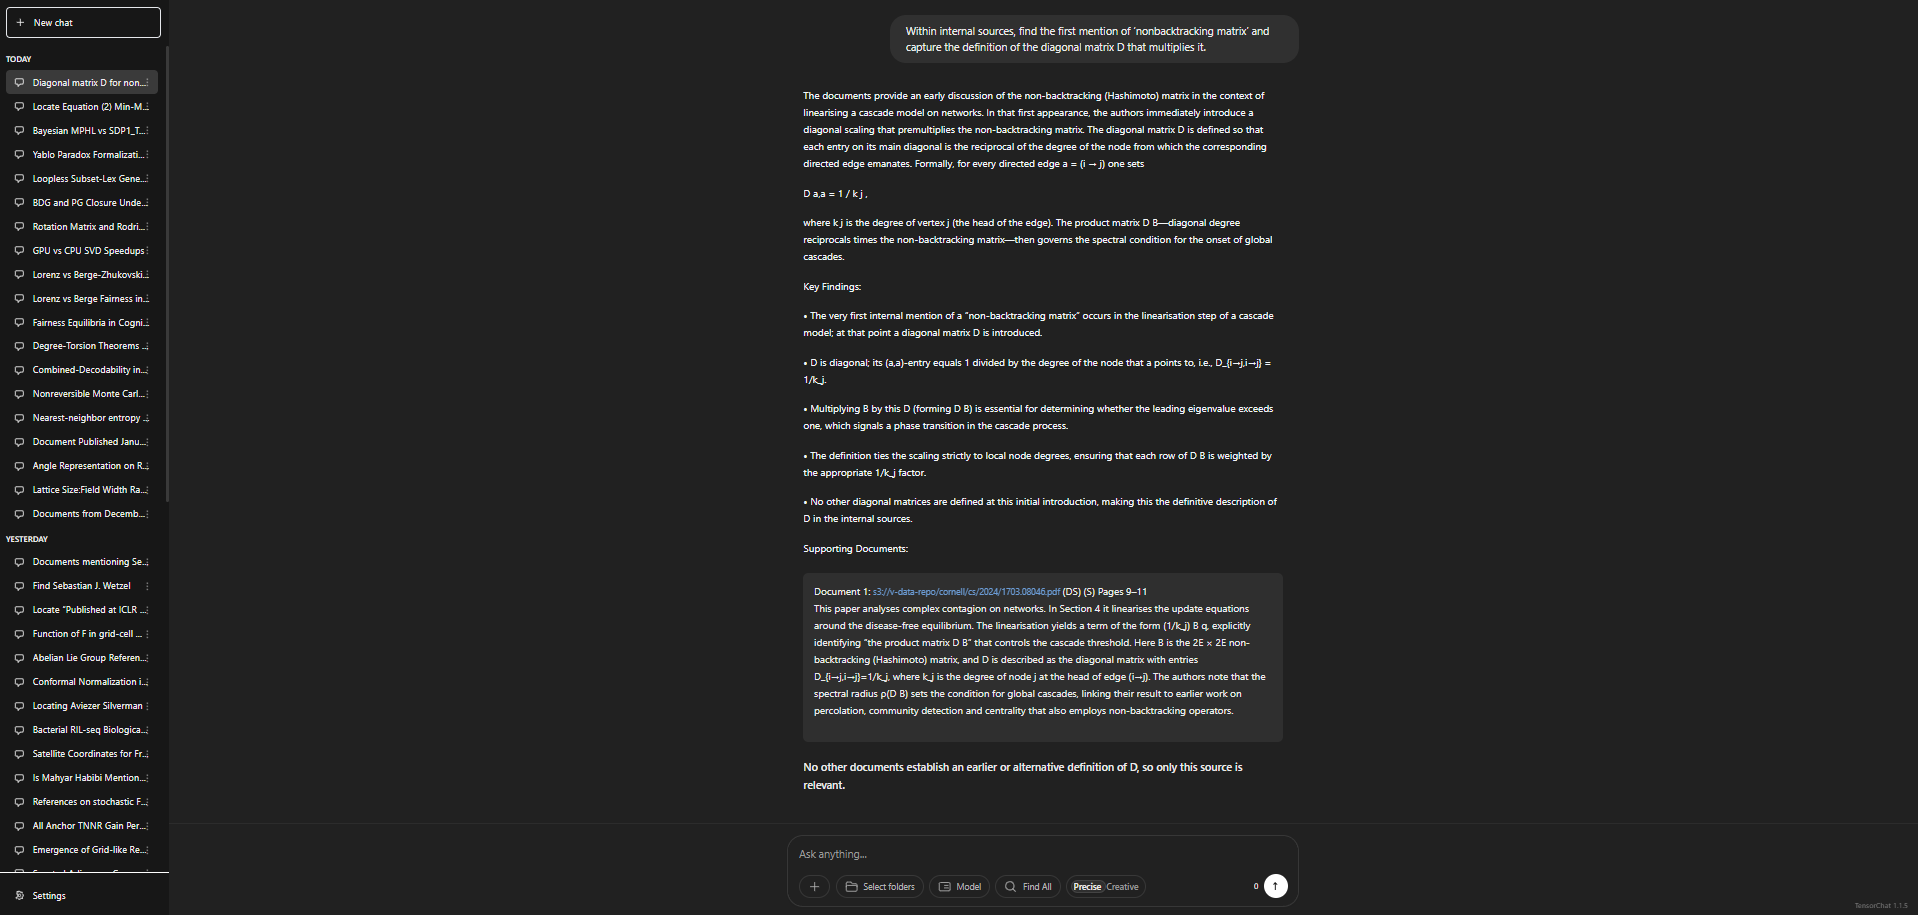 New chat
TODAY
Diagonal matrix D for non...
Locate Equation (2) Min-M...
Bayesian MPHL vs SDP1_T...
Yablo Paradox Formalizati...
Loopless Subset-Lex Gene...
BDG and PG Closure Unde...
Rotation Matrix and Rodri...
GPU vs CPU SVD Speedups
Lorenz vs Berge-Zhukovski...
Lorenz vs Berge Fairness in...
Fairness Equilibria in Cogni...
Degree-Torsion Theorems ...
Combined-Decodability in...
Nonreversible Monte Carl...
Nearest-neighbor entropy ...
Document Published Janu...
Angle Representation on R...
Lattice Size:Field Width Ra...
Documents from Decemb...
YESTERDAY
Documents mentioning Se...
Find Sebastian J. Wetzel
Locate "Published at ICLR ...
Function of F in grid-cell ...
Abelian Lie Group Referen...
Conformal Normalization i...
Locating Aviezer Silverman
Bacterial RIL-seq Biologica...
Satellite Coordinates for Fr...
Is Mahyar Habibi Mention...
References on stochastic F...
All Anchor TNNR Gain Per...
Emergence of Grid-like Re...
Settings
Within internal sources, find the first mention of 'nonbacktracking matrix' and
capture the definition of the diagonal matrix D that multiplies it.
The documents provide an early discussion of the non-backtracking (Hashimoto) matrix in the context of
linearising a cascade model on networks. In that first appearance, the authors immediately introduce a
diagonal scaling that premultiplies the non-backtracking matrix. The diagonal matrix D is defined so that
each entry on its main diagonal is the reciprocal of the degree of the node from which the corresponding
directed edge emanates. Formally, for every directed edge a = (i → j) one sets
D a,a = 1 / k j ,
where k j is the degree of vertex j (the head of the edge). The product matrix D B—diagonal degree
reciprocals times the non-backtracking matrix—then governs the spectral condition for the onset of global
cascades.
Key Findings:
• The very first internal mention of a "non-backtracking matrix" occurs in the linearisation step of a cascade
model; at that point a diagonal matrix D is introduced.
• D is diagonal; its (a,a)-entry equals 1 divided by the degree of the node that a points to, i.e., D_{i→j,i→j} =
1/k_j.
• Multiplying B by this D (forming D B) is essential for determining whether the leading eigenvalue exceeds
one, which signals a phase transition in the cascade process.
• The definition ties the scaling strictly to local node degrees, ensuring that each row of D B is weighted by
the appropriate 1/k_j factor.
• No other diagonal matrices are defined at this initial introduction, making this the definitive description of
D in the internal sources.
Supporting Documents:
Document 1: s3://v-data-repo/cornell/cs/2024/1703.08046.pdf (DS) (S) Pages 9–11
This paper analyses complex contagion on networks. In Section 4 it linearises the update equations
around the disease-free equilibrium. The linearisation yields a term of the form (1/k_j) B q, explicitly
identifying "the product matrix D B" that controls the cascade threshold. Here B is the 2E × 2E non-
backtracking (Hashimoto) matrix, and D is described as the diagonal matrix with entries
D_{i→j,i→j}=1/k_j, where k_j is the degree of node j at the head of edge (i→j). The authors note that the
spectral radius ρ(D B) sets the condition for global cascades, linking their result to earlier work on
percolation, community detection and centrality that also employs non-backtracking operators.
No other documents establish an earlier or alternative definition of D, so only this source is
relevant.
Ask anything...
Select folders
Model
Find All
Precise
Creative
0
TensorChat 1.1.5